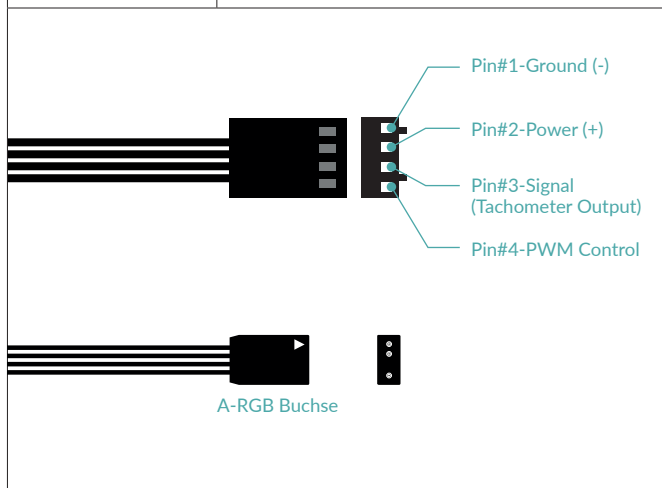 Pin#1-Ground (-)
Pin#2-Power (+)
Pin#3-Signal
(Tachometer Output)
Pin#4-PWM Control
A-RGB Buchse